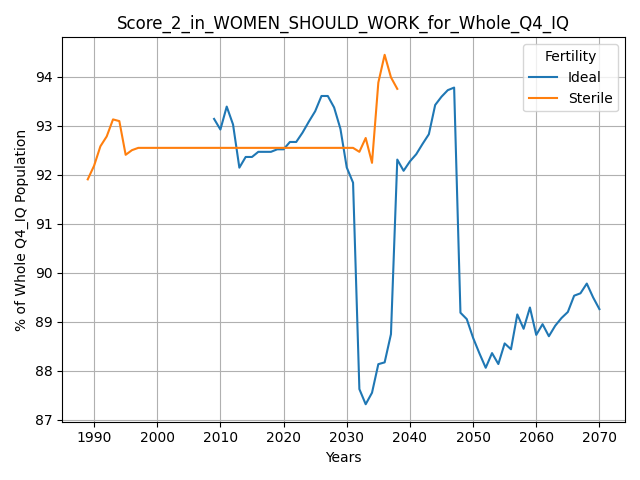 Score_2_in_WOMEN_SHOULD_WORK_for_Whole_Q4_IQ
Fertility
Ideal
Sterile
% of Whole Q4_IQ Population
94
93
92
91
90
89
88
87
1990 2000 2010 2020 2030 2040 2050 2060 2070
Years